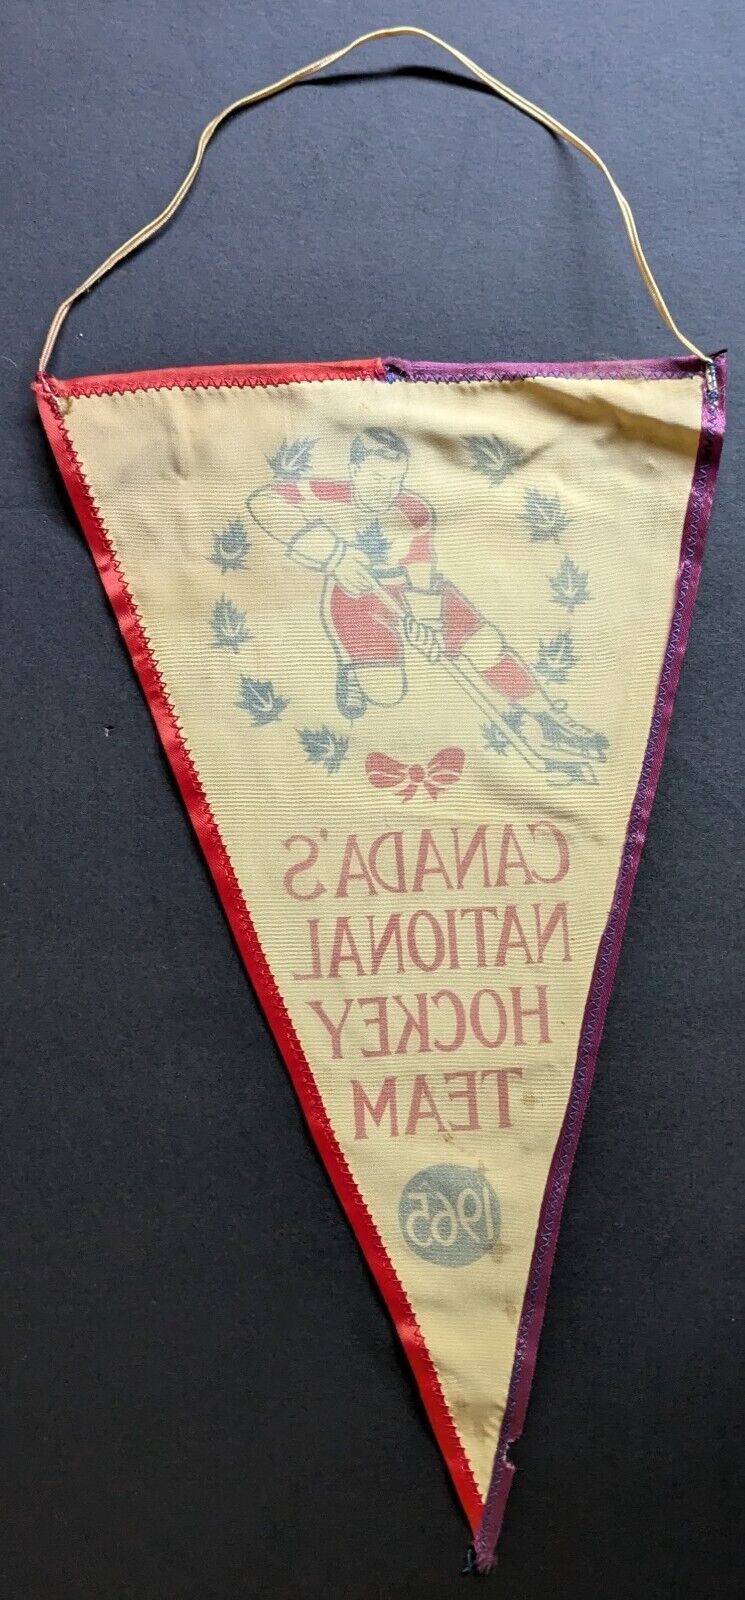 CANADA'S
NATIONAL
HOCKEY
TEAM
1965